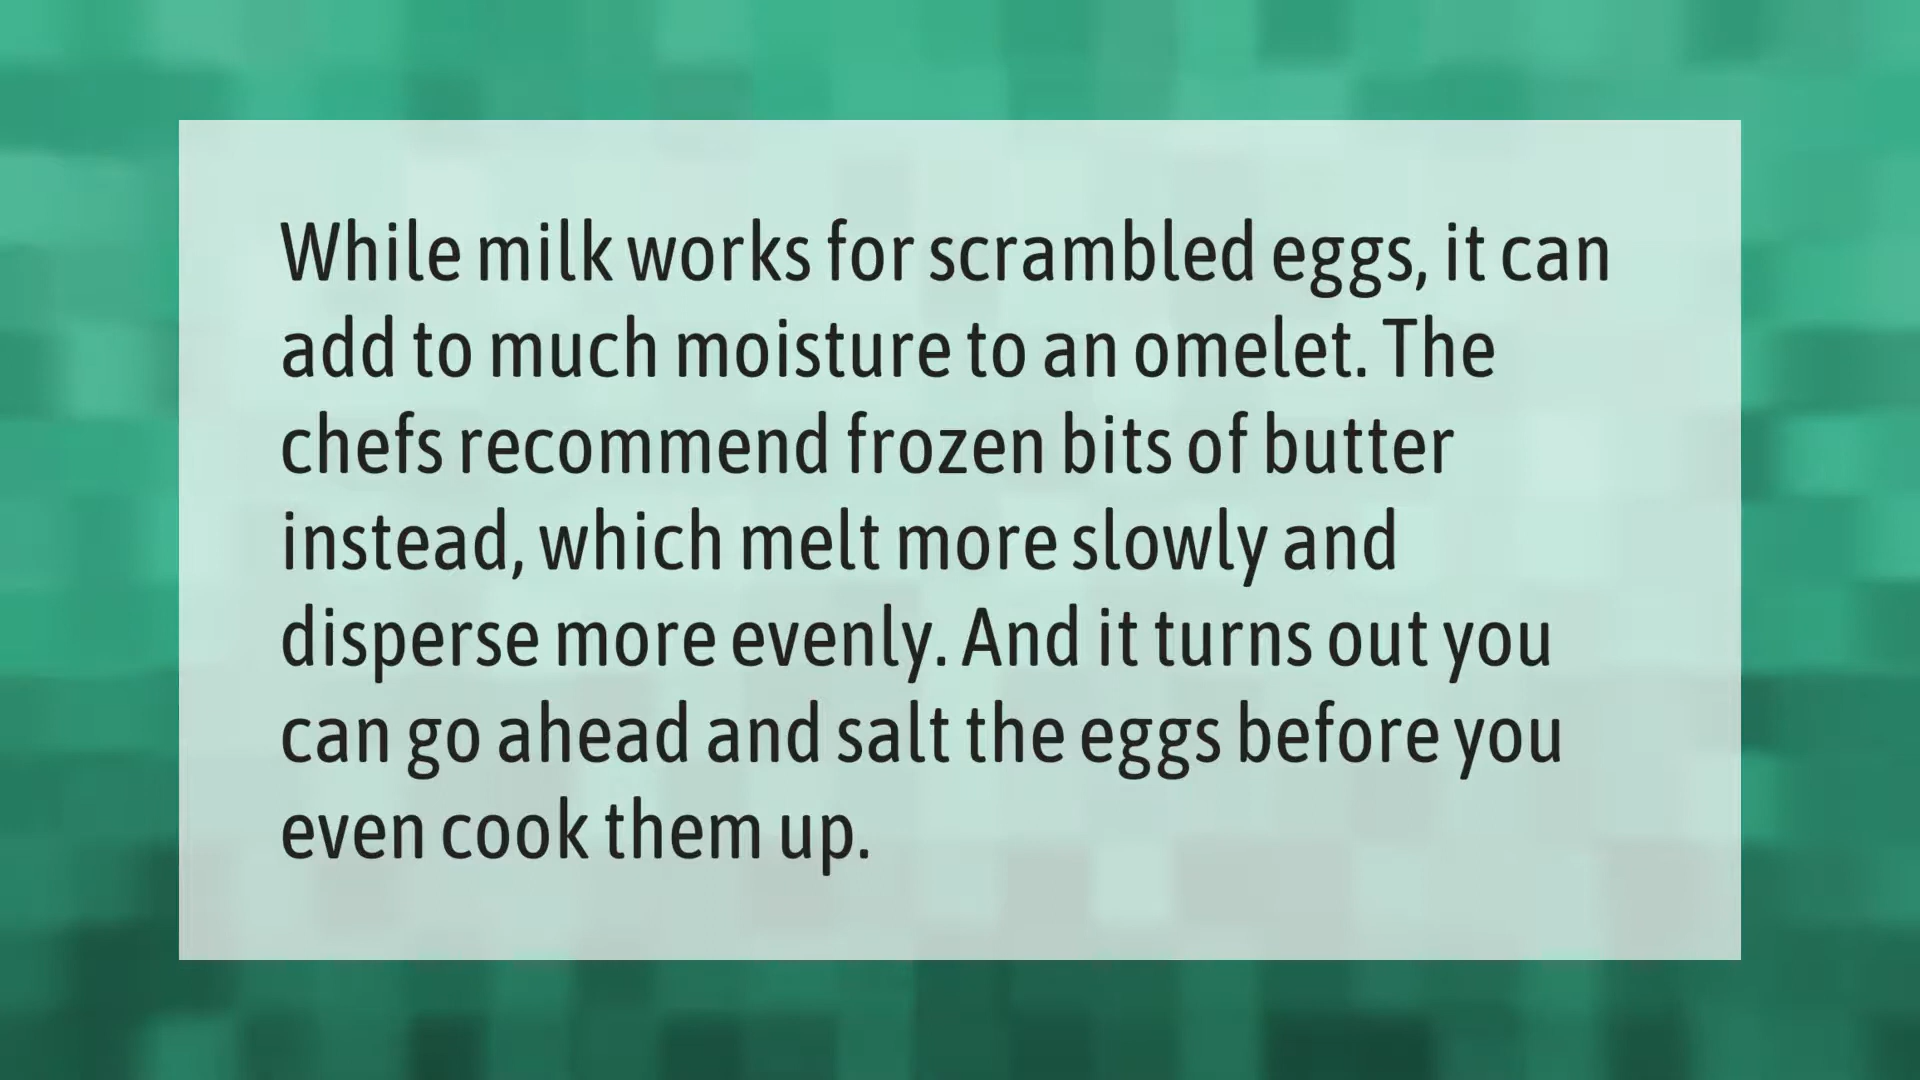 While milk works for scrambled eggs, it can
add to much moisture to an omelet. The
chefs recommend frozen bits of butter
instead, which melt more slowly and
disperse more evenly. And it turns out you
can go ahead and salt the eggs before you
even cook them up.